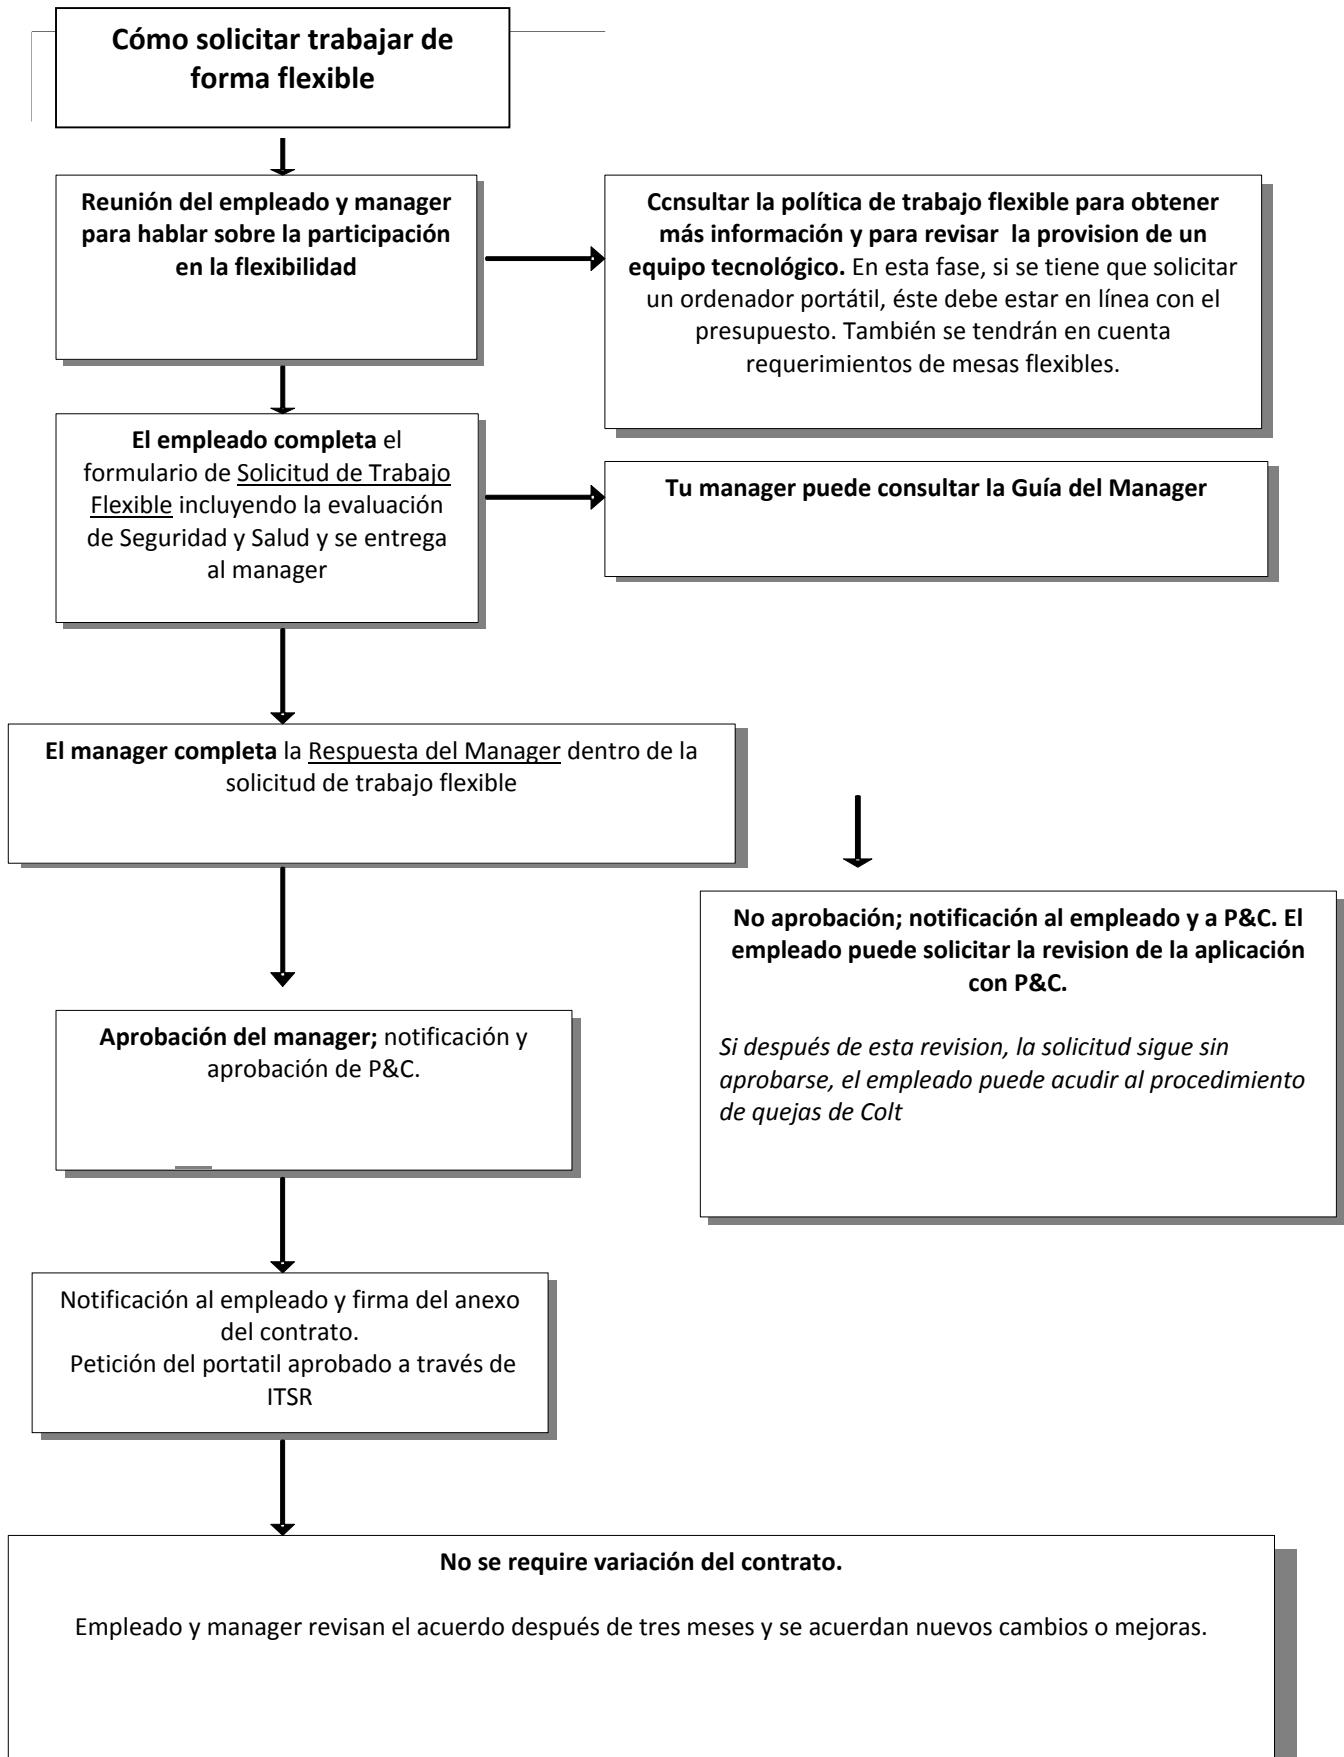 Cómo solicitar trabajar de
forma flexible
Reunión del empleado y manager
para hablar sobre la participación
en la flexibilidad
Ccnsultar la política de trabajo flexible para obtener
más información y para revisar la provision de un
equipo tecnológico. En esta fase, si se tiene que solicitar
un ordenador portátil, éste debe estar en línea con el
presupuesto. También se tendrán en cuenta
requerimientos de mesas flexibles.
El empleado completa el
formulario de Solicitud de Trabajo
Flexible incluyendo la evaluación
de Seguridad y Salud y se entrega
al manager
Tu manager puede consultar la Guía del Manager
El manager completa la Respuesta del Manager dentro de la
solicitud de trabajo flexible
No aprobación; notificación al empleado y a P&C. El
empleado puede solicitar la revision de la aplicación
con P&C.
Si después de esta revision, la solicitud sigue sin
aprobarse, el empleado puede acudir al procedimiento
de quejas de Colt
Aprobación del manager; notificación y
aprobación de P&C.
Notificación al empleado y firma del anexo
del contrato.
Petición del portatil aprobado a través de
ITSR
No se require variación del contrato.
Empleado y manager revisan el acuerdo después de tres meses y se acuerdan nuevos cambios o mejoras.